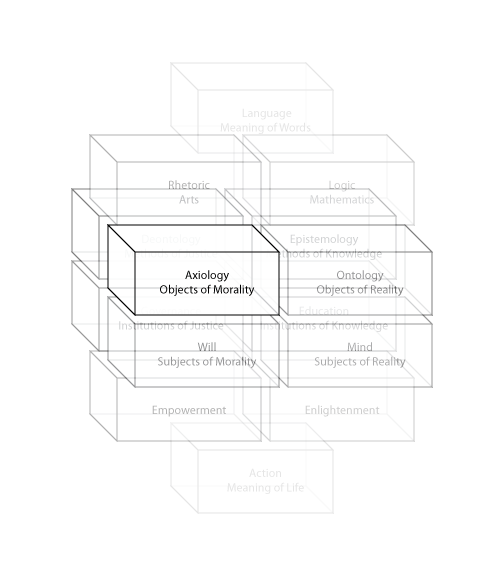 Language
Meaning of Words
Rhetoric
Arts
Logic
Mathematics
Epistemology
of Knowledge
Axiology
Objects of Morality
Ontology
Objects of Reality
Education
Institutions of Justice
Institutions of Knowledge
Will
Subjects of Morality
Mind
Subjects of Reality
Empowerment
Enlightenment
Action
Meaning of Life